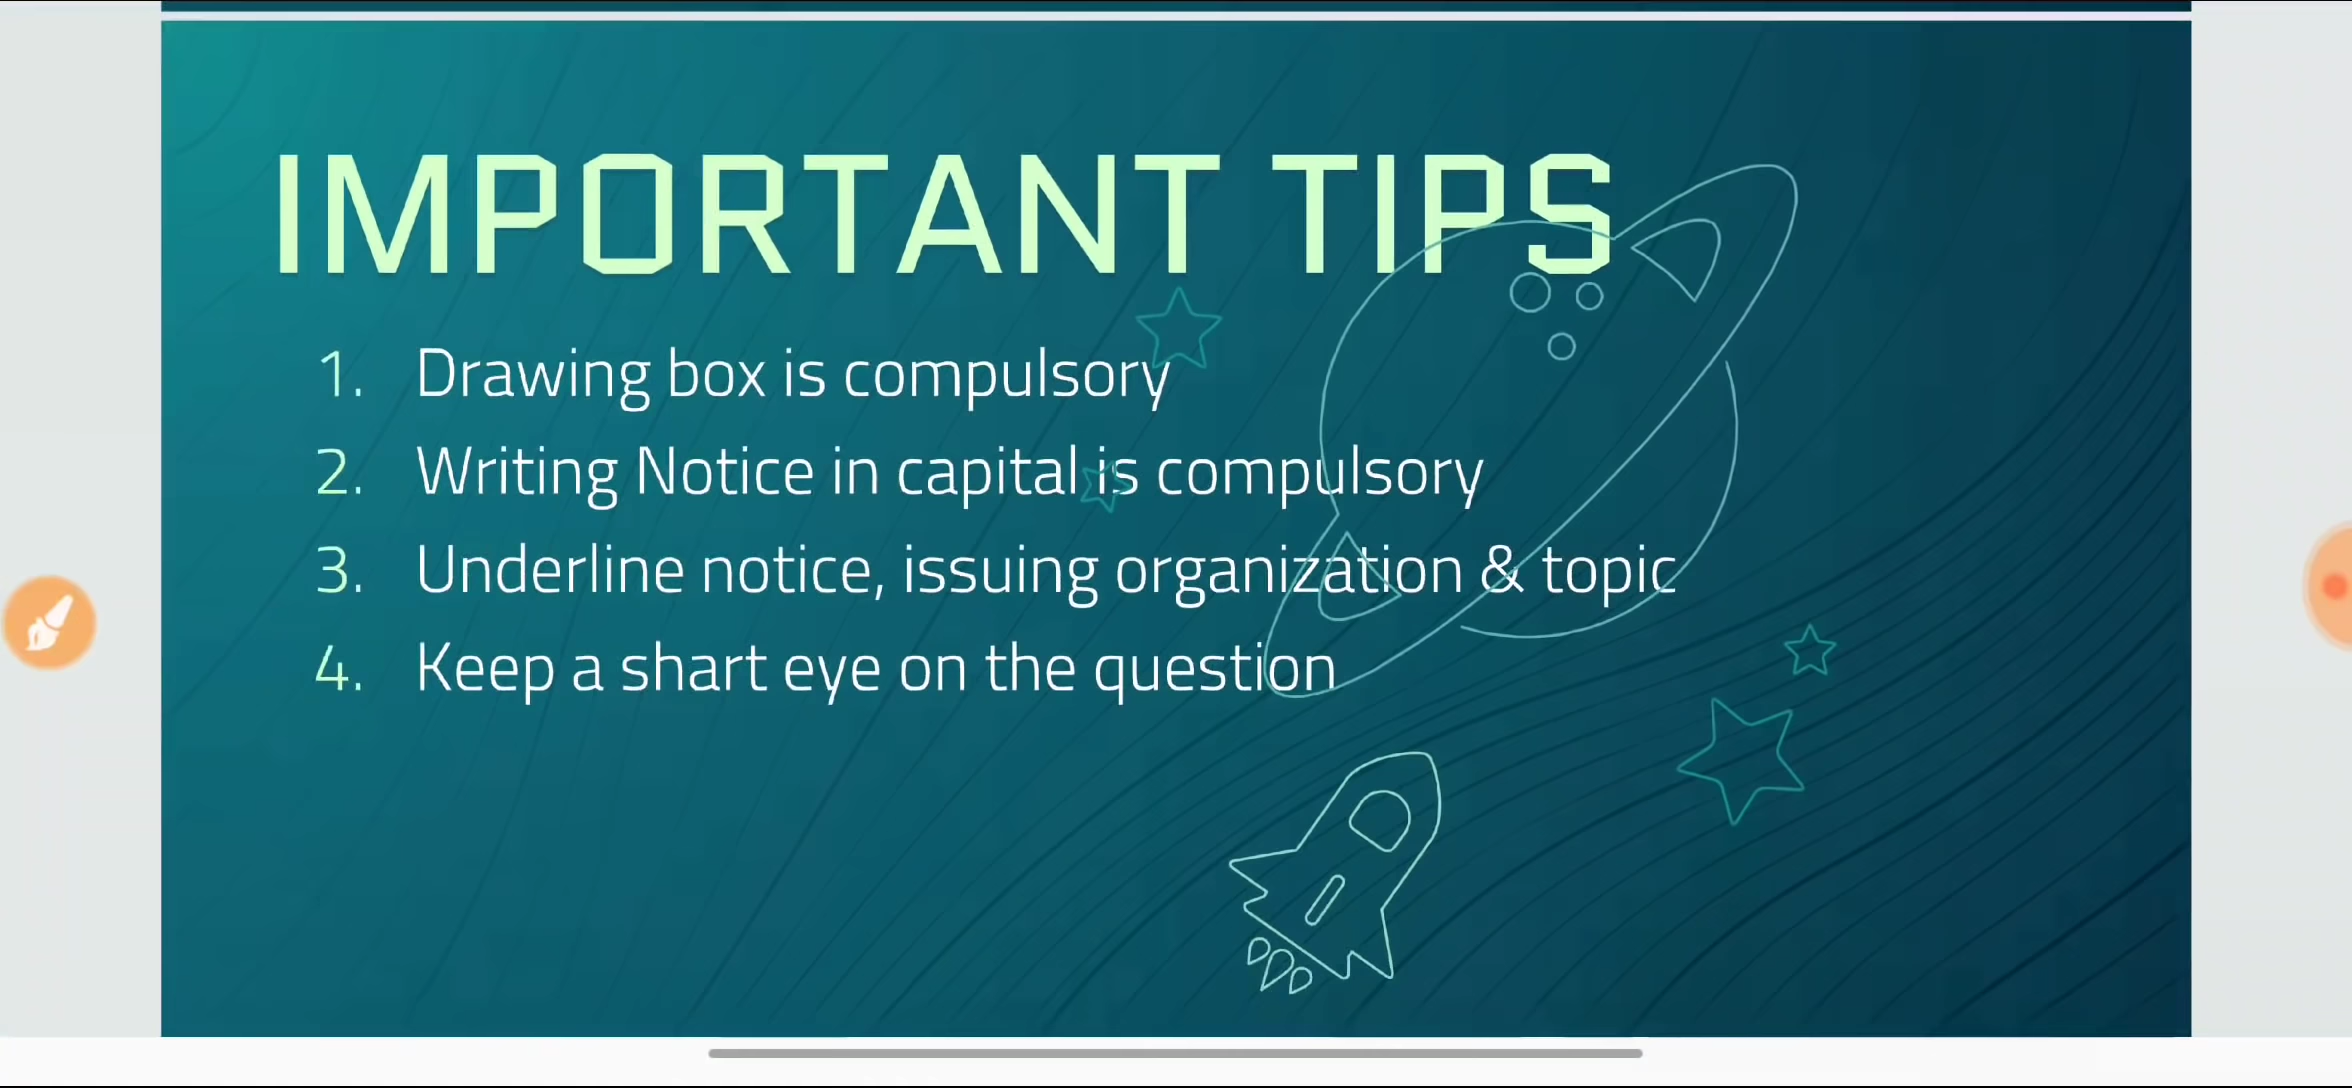 IMPORTANT TIPS
1. Drawing box is compulsory
2. Writing Notice in capital is compulsory
3. Underline notice, issuing organization & topic
4. Keep a shart eye on the question